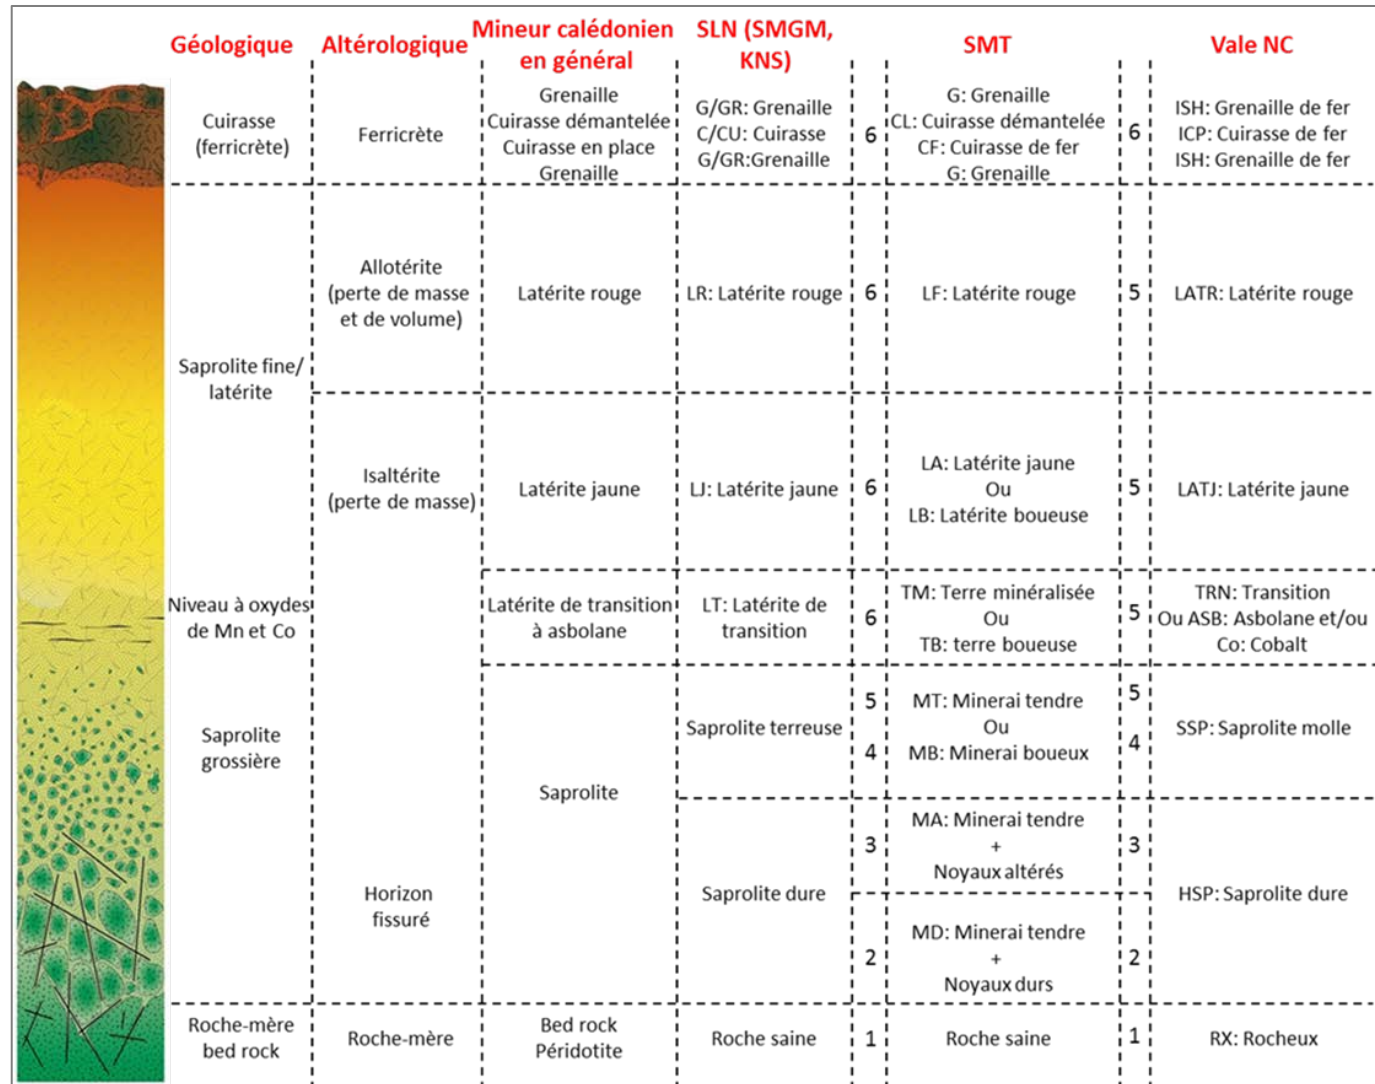 Géologique
Altérologique
Mineur calédonien
en général
SLN (SMGM,
KNS)
SMT
Vale NC
Cuirasse
(ferricrète)
Ferricrète
Grenaille
Cuirasse démantelée
Cuirasse en place
Grenaille
G/GR: Grenaille
C/CU: Cuirasse
G/GR:Grenaille
6
G: Grenaille
CL: Cuirasse démantelée
CF: Cuirasse de fer
G: Grenaille
6
ISH: Grenaille de fer
ICP: Cuirasse de fer
ISH: Grenaille de fer
Saprolite fine/
latérite
Allotérite
(perte de masse
et de volume)
Latérite rouge
LR: Latérite rouge
6
LF: Latérite rouge
5
LATR: Latérite rouge
Isaltérite
(perte de masse)
Latérite jaune
LJ: Latérite jaune
6
LA: Latérite jaune
Ou
LB: Latérite boueuse
5
LATJ: Latérite jaune
Niveau à oxydes
de Mn et Co
Latérite de transition
à asbolane
LT: Latérite de
transition
6
TM: Terre minéralisée
Ou
TB: terre boueuse
5
TRN: Transition
Ou ASB: Asbolane et/ou
Co: Cobalt
Saprolite
grossière
Saprolite
Saprolite terreuse
5
4
MT: Minerai tendre
Ou
MB: Minerai boueux
5
4
SSP: Saprolite molle
Horizon
fissuré
Saprolite dure
3
MA: Minerai tendre
+
Noyaux altérés
3
HSP: Saprolite dure
2
MD: Minerai tendre
+
Noyaux durs
2
Roche-mère
bed rock
Roche-mère
Bed rock
Péridotite
Roche saine
1
Roche saine
1
RX: Rocheux